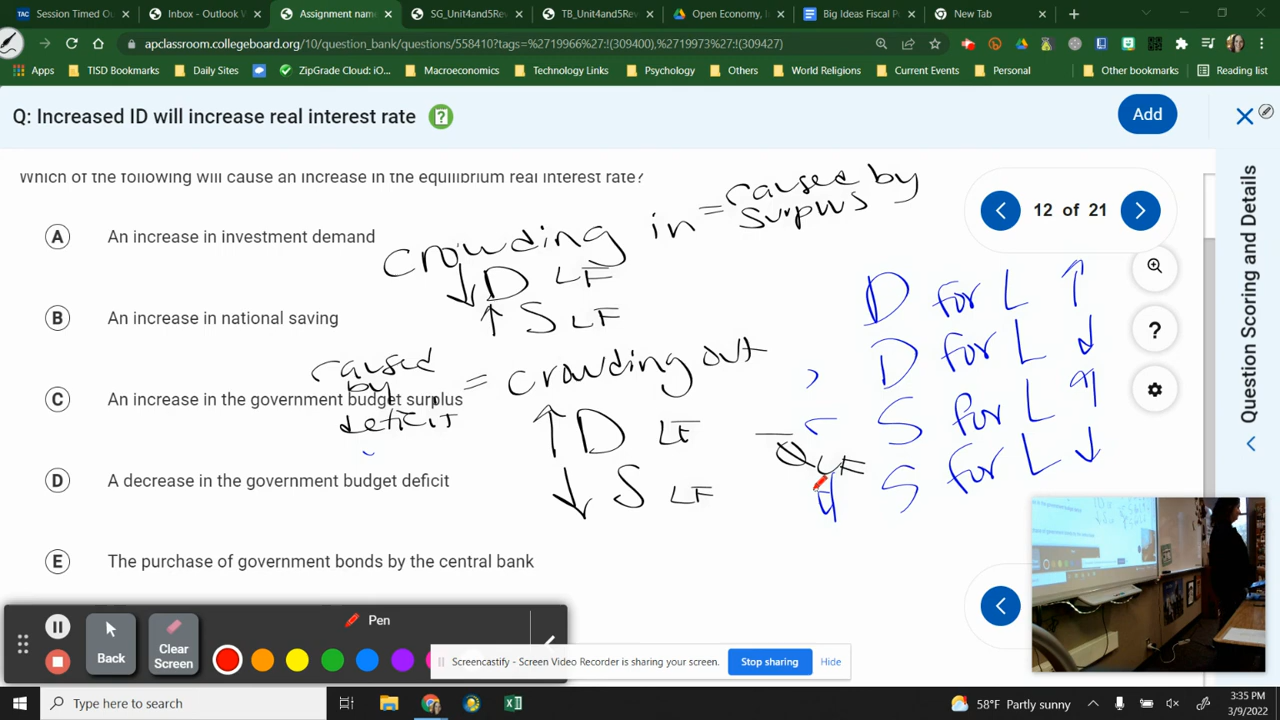 Session Timed Out
Inbox - Outlook W
Assignment name
SG_Unit4and5Rev
TB_Unit4and5Rev
Open Economy, I
Big Ideas Fiscal P
New Tab
apclassroom.collegeboard.org/10/question_bank/questions/558410?tags=%2719966%27:!(309400),%2719973%27:!(309427)
Apps
TISD Bookmarks
Daily Sites
ZipGrade Cloud: iO...
Macroeconomics
Technology Links
Psychology
Others
World Religions
Current Events
Personal
Other bookmarks
Reading list
Q: Increased ID will increase real interest rate
Add
Which of the following will cause an increase in the equilibrium real interest rate?
A An increase in investment demand
B An increase in national saving
C An increase in the government budget surplus
D A decrease in the government budget deficit
E The purchase of government bonds by the central bank
crowding in = caused by
surplus
↓ D LF
↑ S LF
caused
by
deficit
= crowding out
↑ D LF
↓ S LF
QLF
D for L ↑
D for L ↓
S for L ↑
S for L ↓
12 of 21
Question Scoring and Details
Back
Clear
Screen
Pen
Screencastify - Screen Video Recorder is sharing your screen.
Stop sharing
Hide
Type here to search
58°F Partly sunny
3:35 PM
3/9/2022